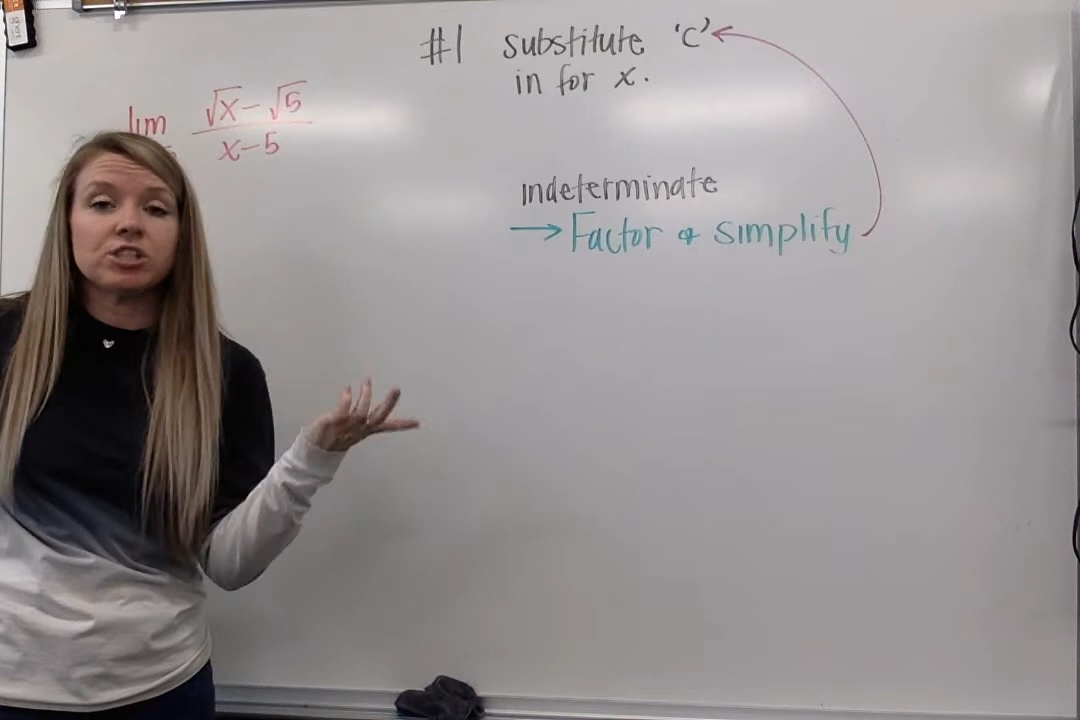 #1 substitute 'c'
in for x.
lim √x - √5
x-5
indeterminate
→ Factor & simplify